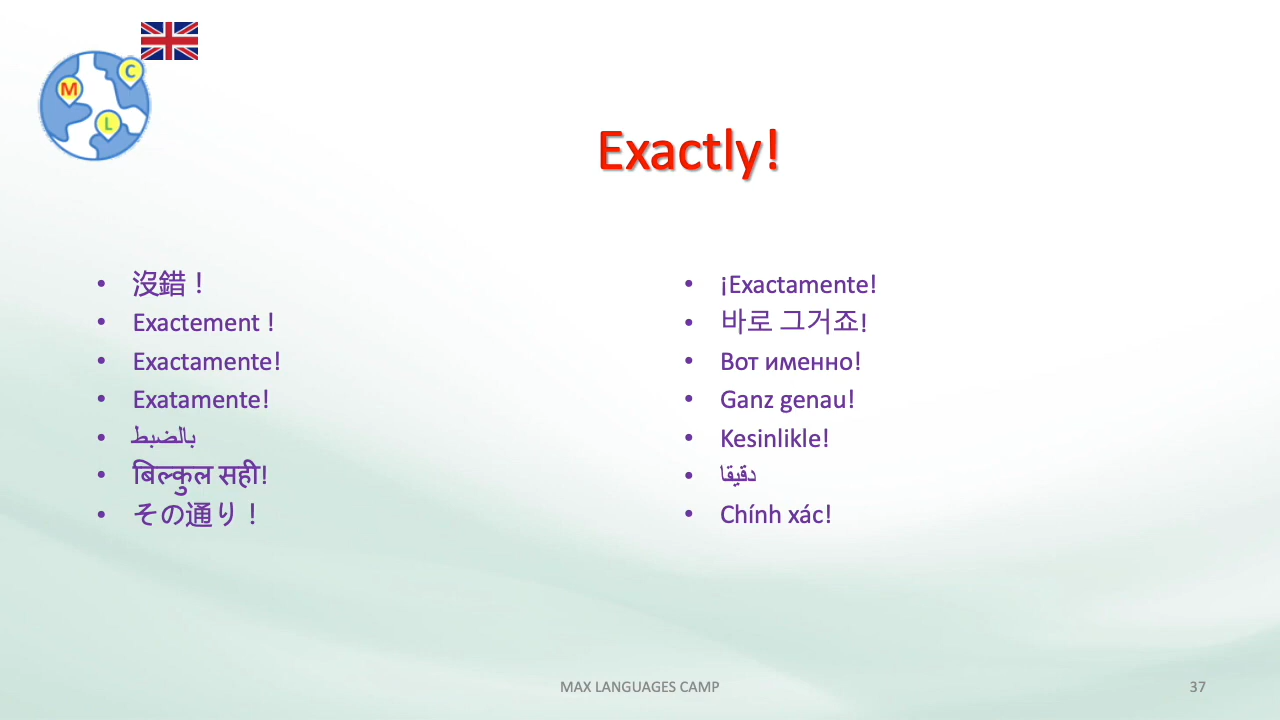 M
C
L
Exactly!
• 沒錯！
• Exactement !
• Exactamente!
• Exatamente!
• بالضبط
• बिल्कुल सही!
• その通り！
• ¡Exactamente!
• 바로 그거죠!
• Вот именно!
• Ganz genau!
• Kesinlikle!
• دقیقا
• Chính xác!
MAX LANGUAGES CAMP
37